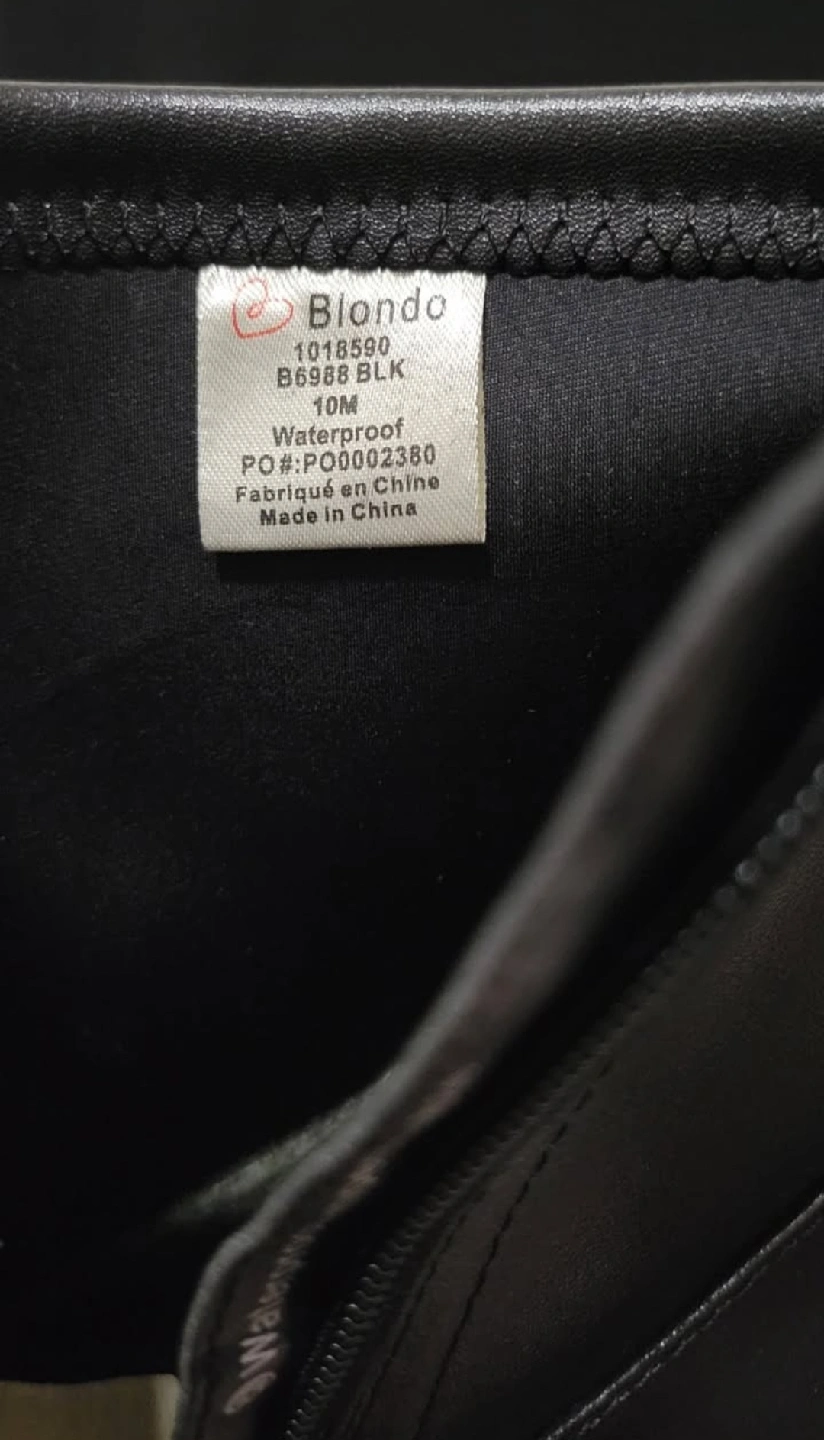 Blondo
1018590
B6988 BLK
10M
Waterproof
PO#:PO0002380
Fabriqué en Chine
Made in China